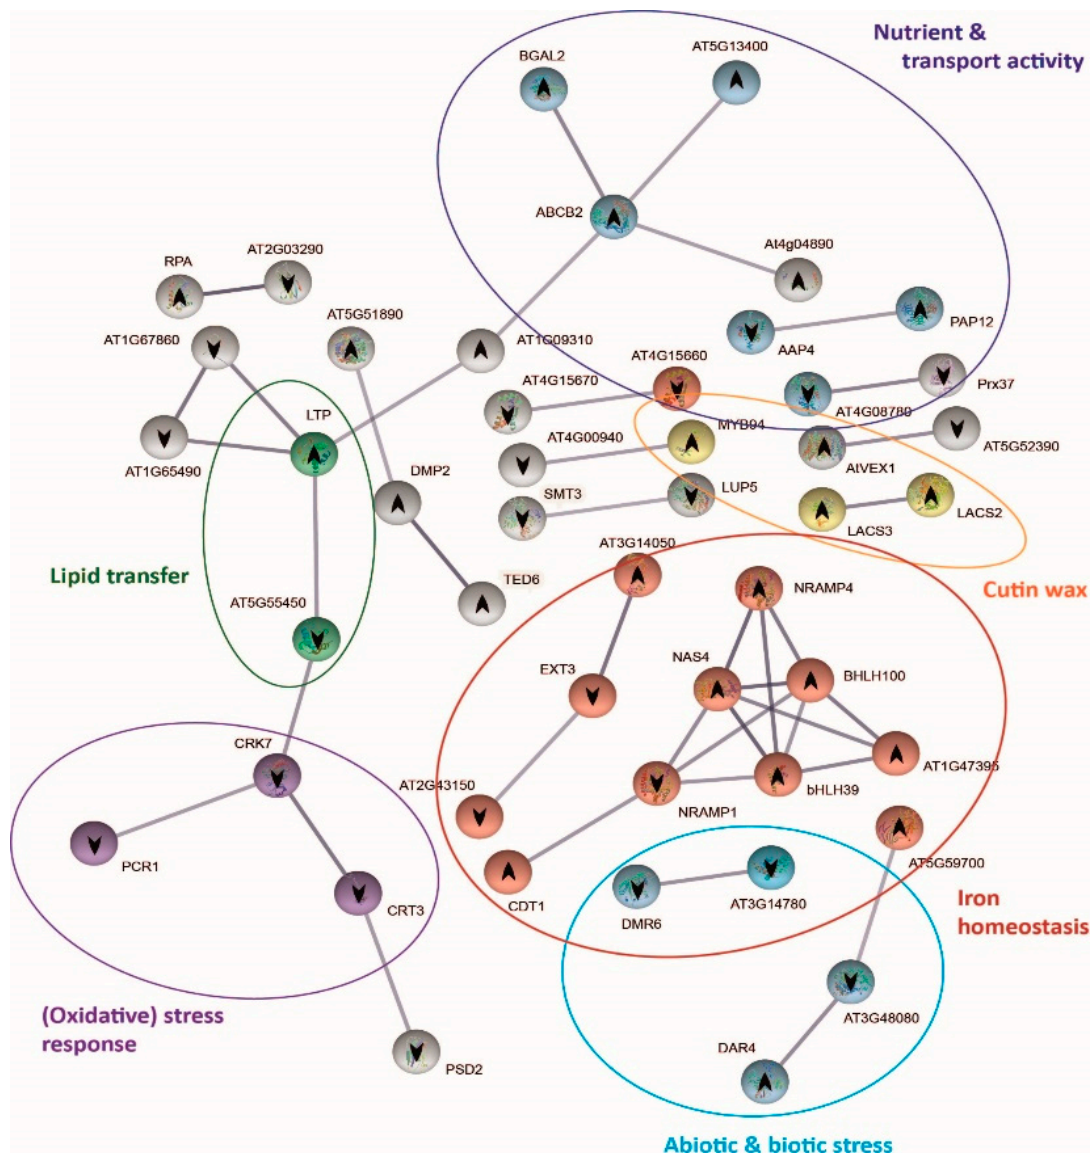 Nutrient &
transport activity
BGAL2
AT5G13400
ABCB2
At4g04890
RPA
AT2G03290
AT5G51890
AT1G67860
AT1G09310
AAP4
PAP12
AT4G15660
AT4G15670
Prx37
AT4G08780
LTP
MYB94
AT4G00940
AT1G65490
AtVEX1
AT5G52390
DMP2
SMT3
LUP5
LACS3
LACS2
AT3G14050
Lipid transfer
TED6
NRAMP4
Cutin wax
AT5G55450
EXT3
NAS4
BHLH100
CRK7
AT2G43150
NRAMP1
bHLH39
AT1G47395
PCR1
CRT3
CDT1
DMR6
AT3G14780
AT5G59700
Iron
homeostasis
(Oxidative) stress
response
AT3G48080
PSD2
DAR4
Abiotic & biotic stress